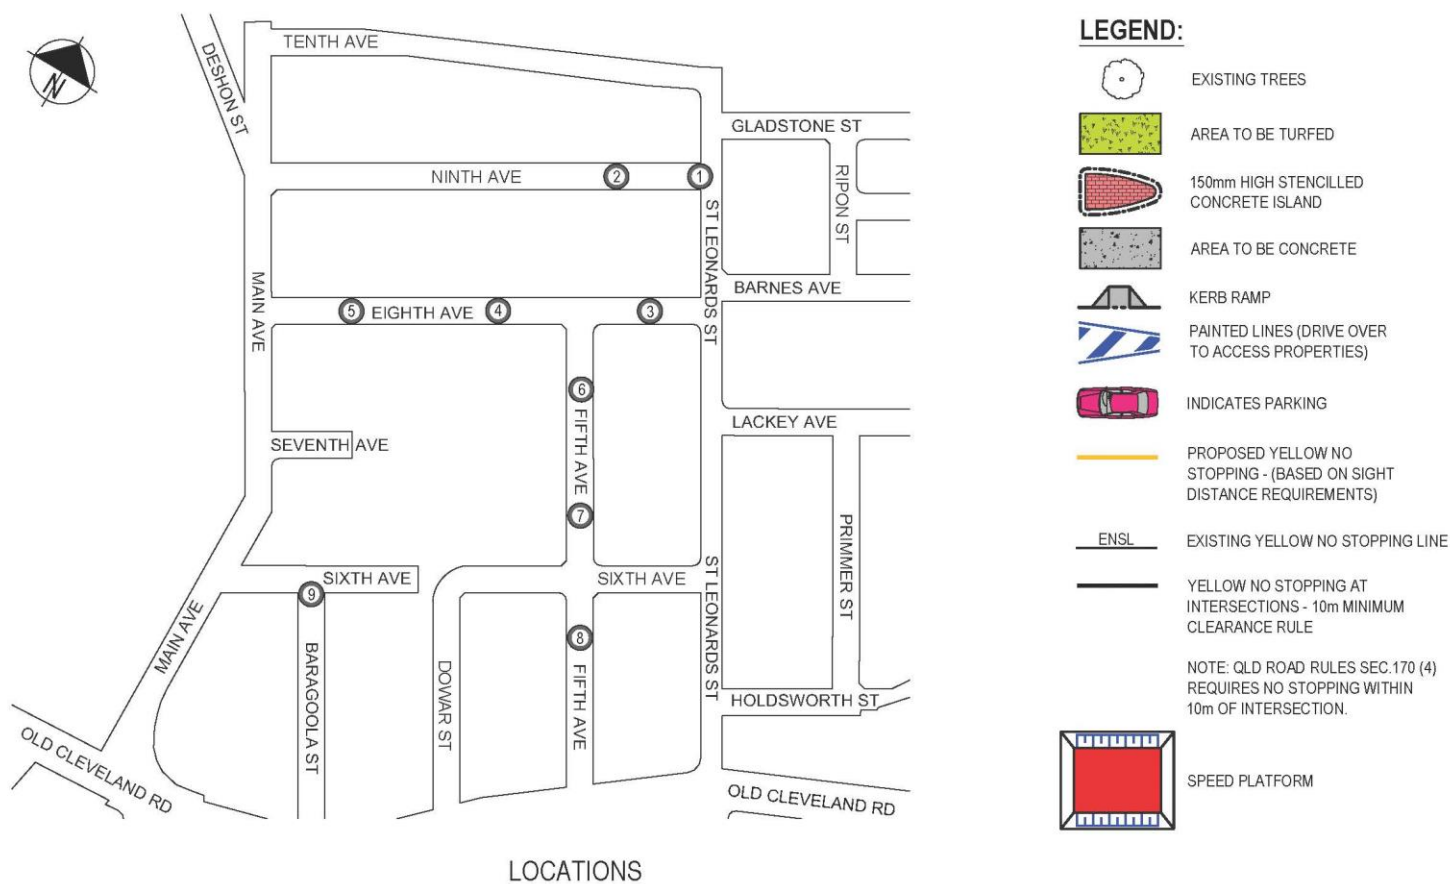 N
TENTH AVE
DESHON ST
GLADSTONE ST
NINTH AVE
2
1
RIPON ST
ST LEONARDS ST
BARNES AVE
MAIN AVE
5
EIGHTH AVE
4
3
6
FIFTH AVE
LACKEY AVE
SEVENTH AVE
7
PRIMMER ST
SIXTH AVE
SIXTH AVE
9
ST LEONARDS ST
MAIN AVE
8
BARAGOOLA ST
DOWAR ST
FIFTH AVE
HOLDSWORTH ST
OLD CLEVELAND RD
OLD CLEVELAND RD
LOCATIONS
LEGEND:
EXISTING TREES
AREA TO BE TURFED
150mm HIGH STENCILLED
CONCRETE ISLAND
AREA TO BE CONCRETE
KERB RAMP
PAINTED LINES (DRIVE OVER
TO ACCESS PROPERTIES)
INDICATES PARKING
PROPOSED YELLOW NO
STOPPING - (BASED ON SIGHT
DISTANCE REQUIREMENTS)
ENSL
EXISTING YELLOW NO STOPPING LINE
YELLOW NO STOPPING AT
INTERSECTIONS - 10m MINIMUM
CLEARANCE RULE
NOTE: QLD ROAD RULES SEC.170 (4)
REQUIRES NO STOPPING WITHIN
10m OF INTERSECTION.
SPEED PLATFORM